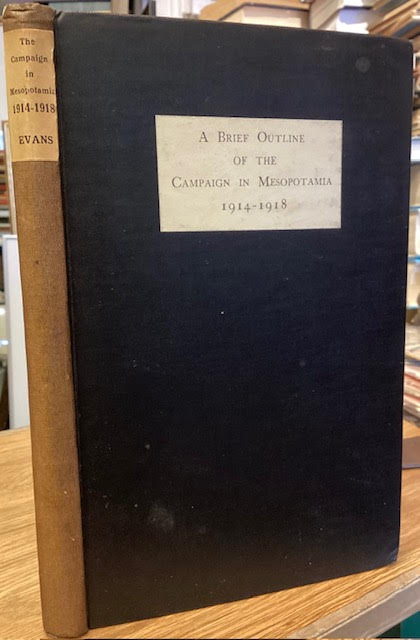 The
Campaign
in
Mesopotamia
1914-1918
EVANS
A BRIEF OUTLINE
OF THE
CAMPAIGN IN MESOPOTAMIA
1914-1918